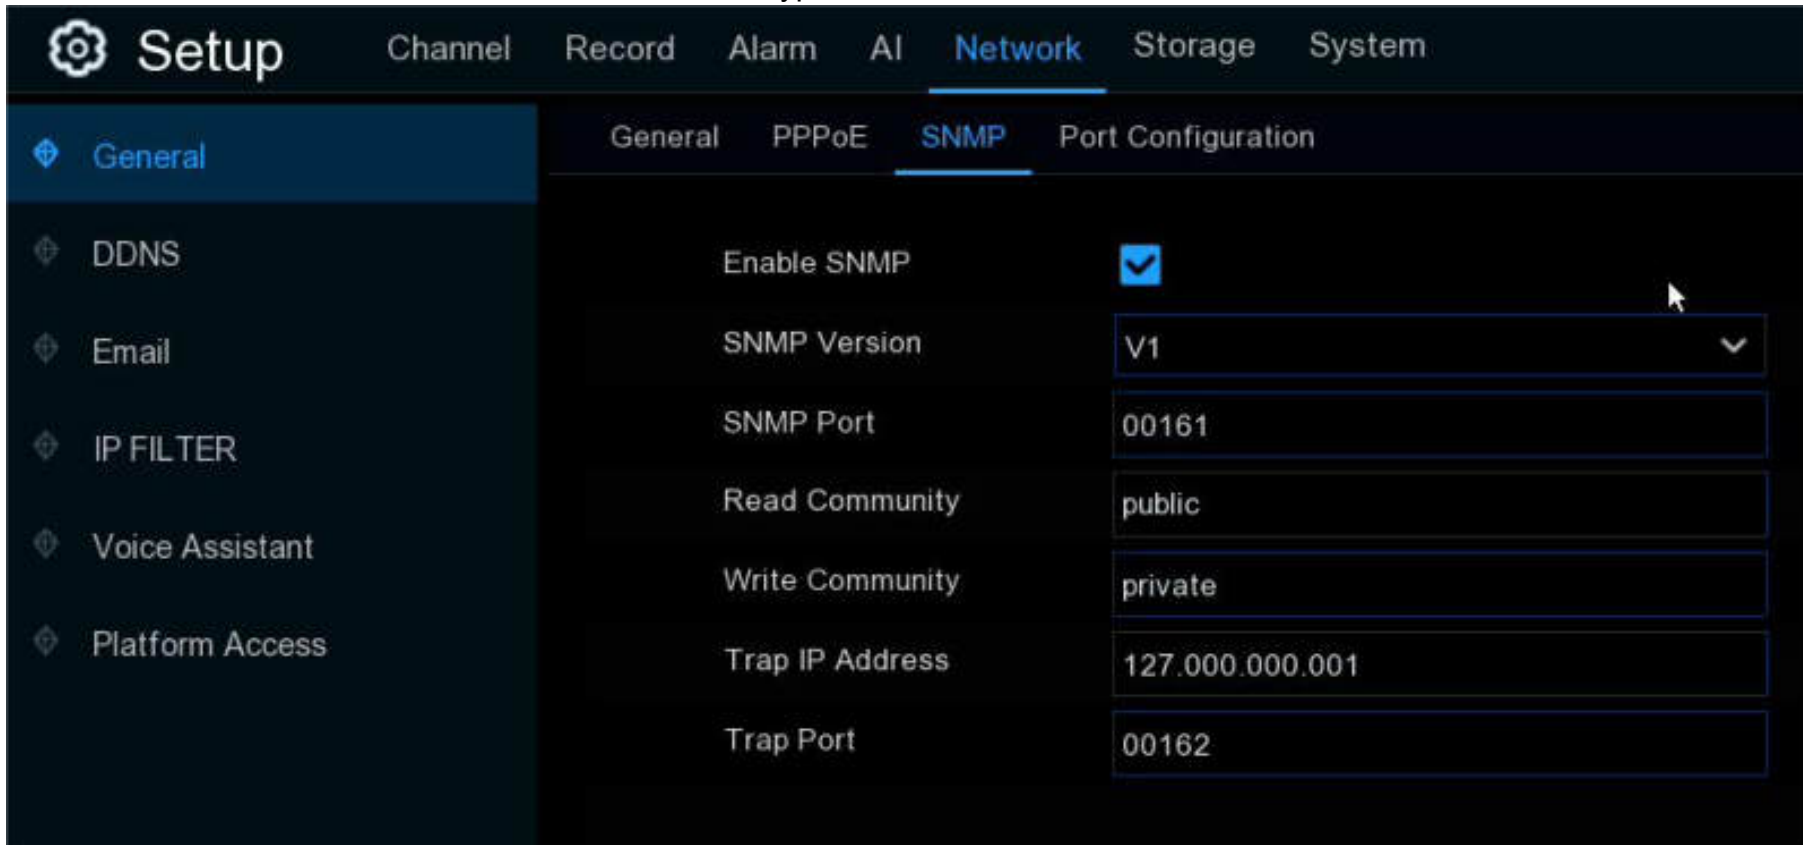 Setup Channel Record Alarm AI Network Storage System
General PPPoE SNMP Port Configuration
General
DDNS
Email
IP FILTER
Voice Assistant
Platform Access
Enable SNMP
SNMP Version V1
SNMP Port 00161
Read Community public
Write Community private
Trap IP Address 127.000.000.001
Trap Port 00162